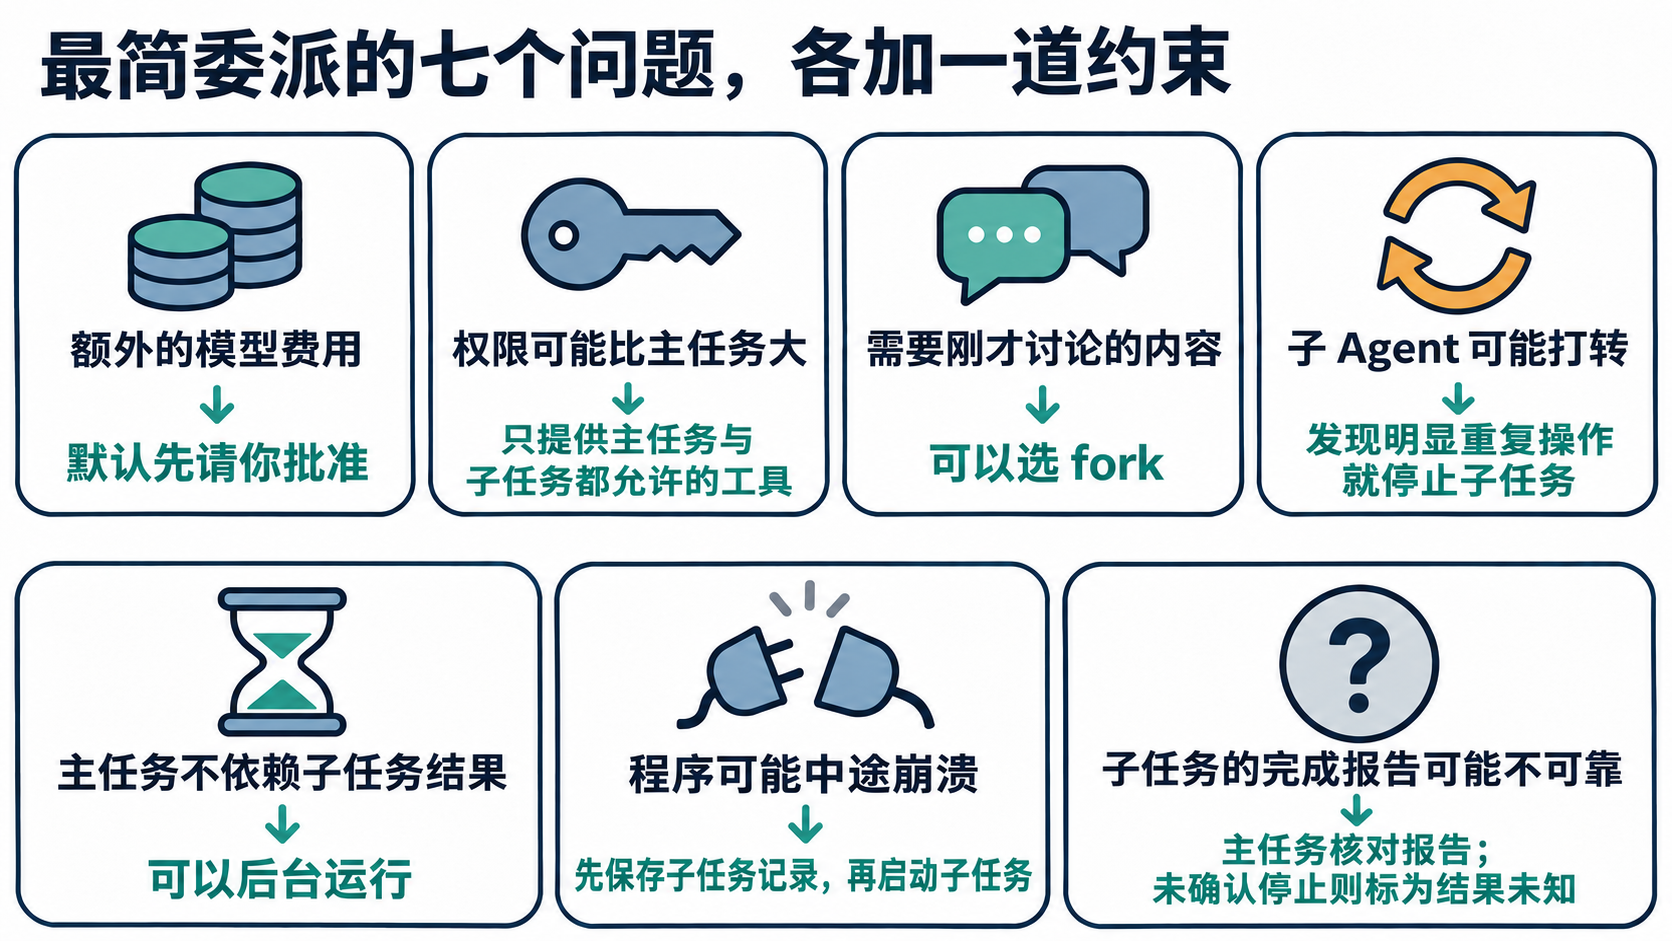 最简委派的七个问题，各加一道约束
额外的模型费用
默认先请你批准
权限可能比主任务大
只提供主任务与
子任务都允许的工具
需要刚才讨论的内容
可以选 fork
子 Agent 可能打转
发现明显重复操作
就停止子任务
主任务不依赖子任务结果
可以后台运行
程序可能中途崩溃
先保存子任务记录，再启动子任务
子任务的完成报告可能不可靠
主任务核对报告；
未确认停止则标为结果未知